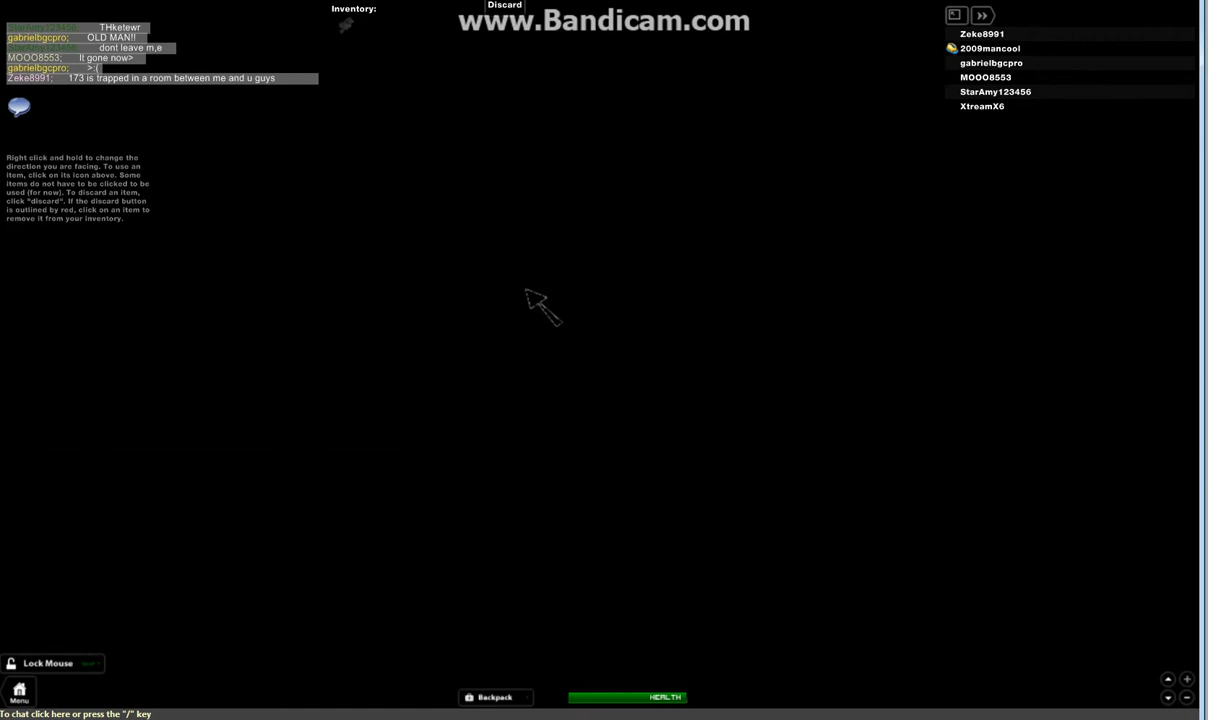 Inventory:
Discard
www.Bandicam.com
StarAmy123456; THketewr
gabrielbgcpro; OLD MAN!!
StarAmy123456; dont leave m,e
MOOO8553; It gone now>
gabrielbgcpro; >:(
Zeke8991; 173 is trapped in a room between me and u guys
Zeke8991
2009mancool
gabrielbgcpro
MOOO8553
StarAmy123456
XtreamX6
Right click and hold to change the
direction you are facing. To use an
item, click on its icon above. Some
items do not have to be clicked to be
used (for now). To discard an item,
click "discard". If the discard button
is outlined by red, click on an item to
remove it from your inventory.
Lock Mouse
Menu
Backpack
HEALTH
To chat click here or press the "/" key